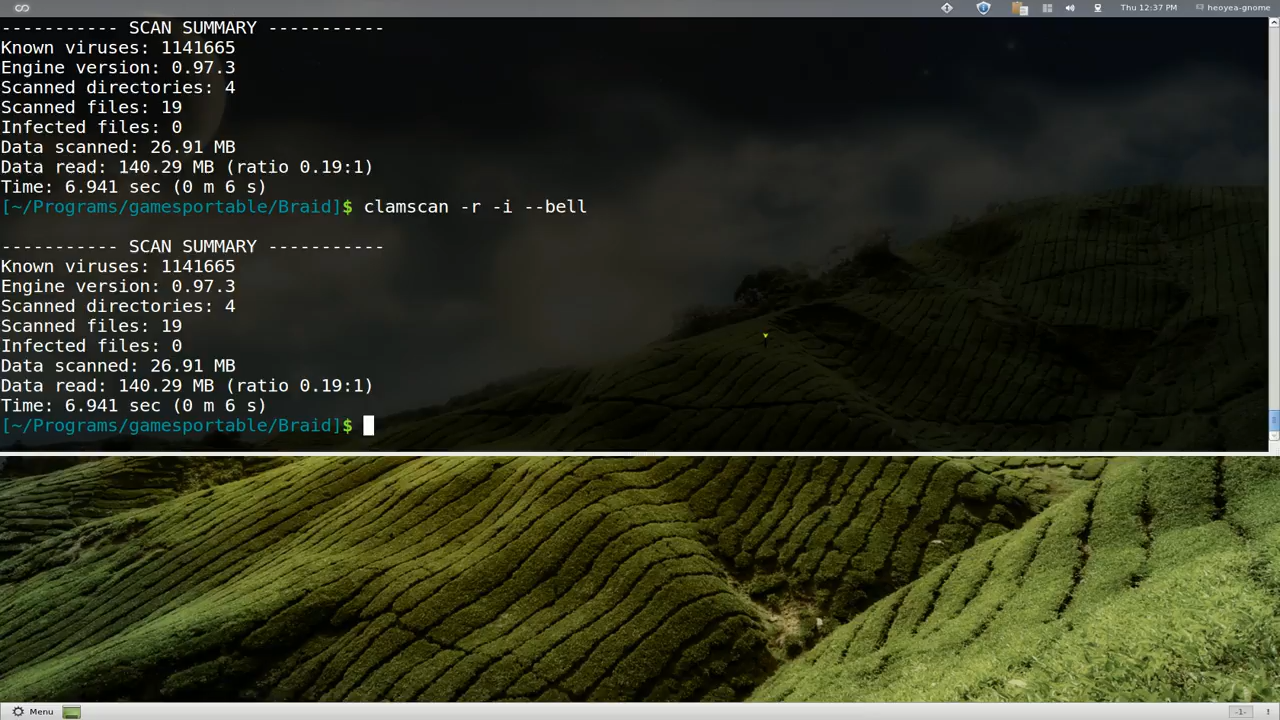 Thu 12:37 PM heoyea-gnome
----------- SCAN SUMMARY -----------
Known viruses: 1141665
Engine version: 0.97.3
Scanned directories: 4
Scanned files: 19
Infected files: 0
Data scanned: 26.91 MB
Data read: 140.29 MB (ratio 0.19:1)
Time: 6.941 sec (0 m 6 s)
[~/Programs/gamesportable/Braid]$ clamscan -r -i --bell
----------- SCAN SUMMARY -----------
Known viruses: 1141665
Engine version: 0.97.3
Scanned directories: 4
Scanned files: 19
Infected files: 0
Data scanned: 26.91 MB
Data read: 140.29 MB (ratio 0.19:1)
Time: 6.941 sec (0 m 6 s)
[~/Programs/gamesportable/Braid]$
Menu -1- !